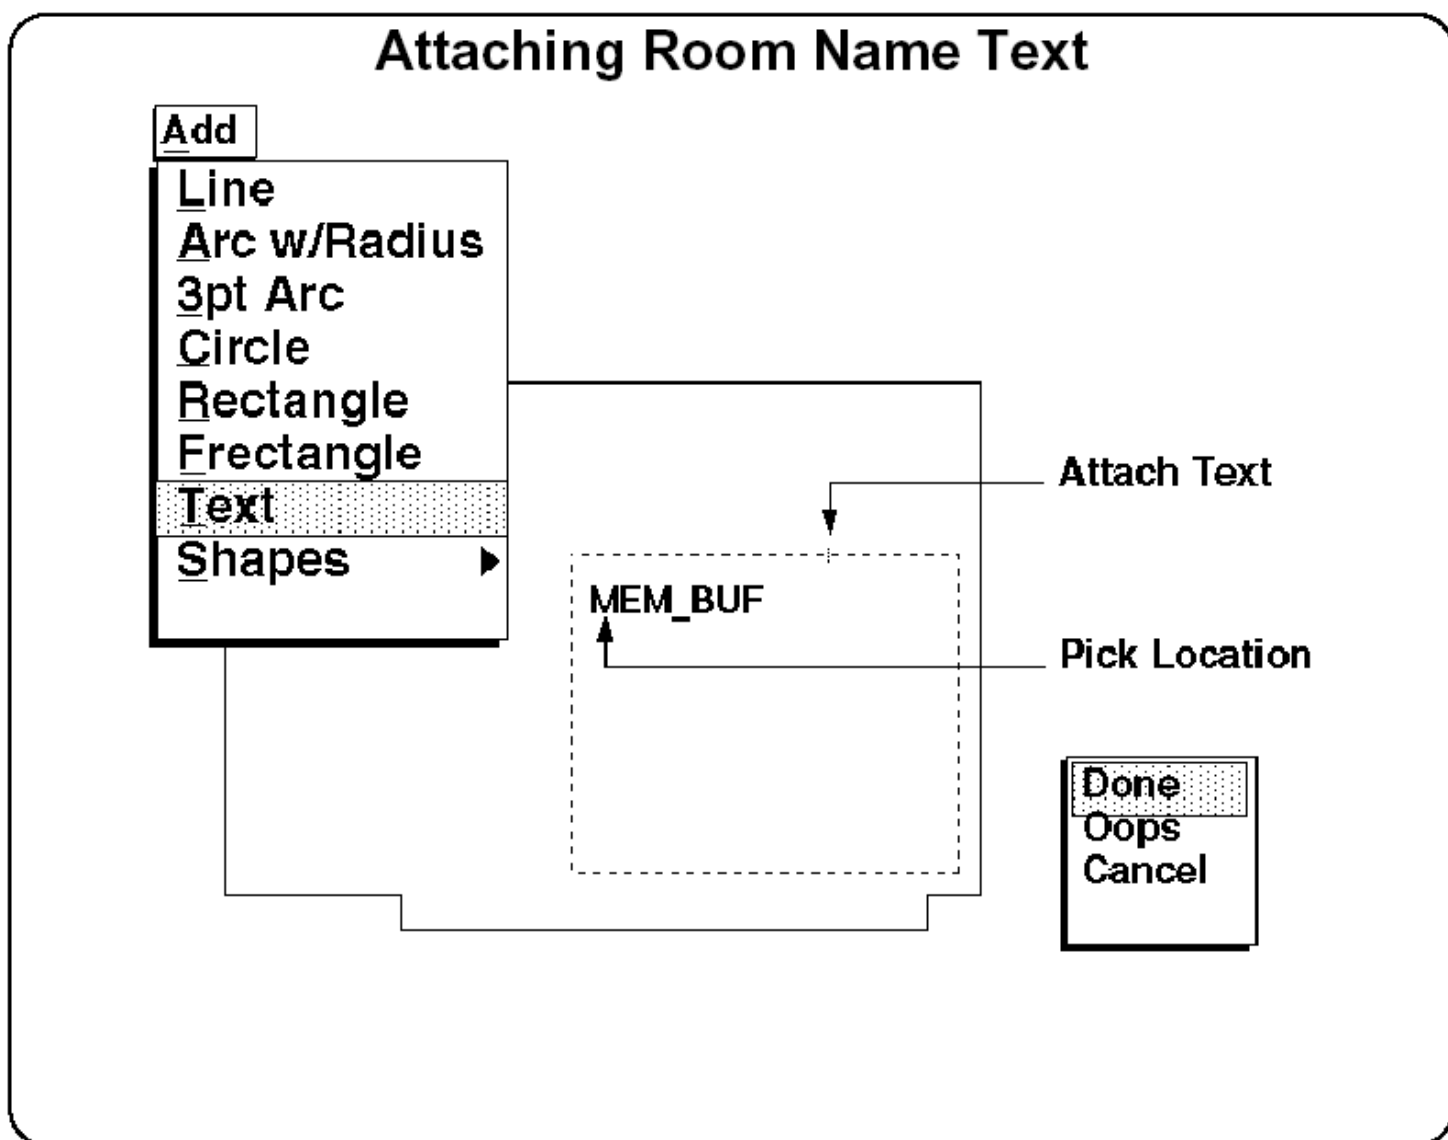 Attaching Room Name Text
Add
Line
Arc w/Radius
3pt Arc
Circle
Rectangle
Frectangle
Text
Shapes
Attach Text
MEM_BUF
Pick Location
Done
Oops
Cancel